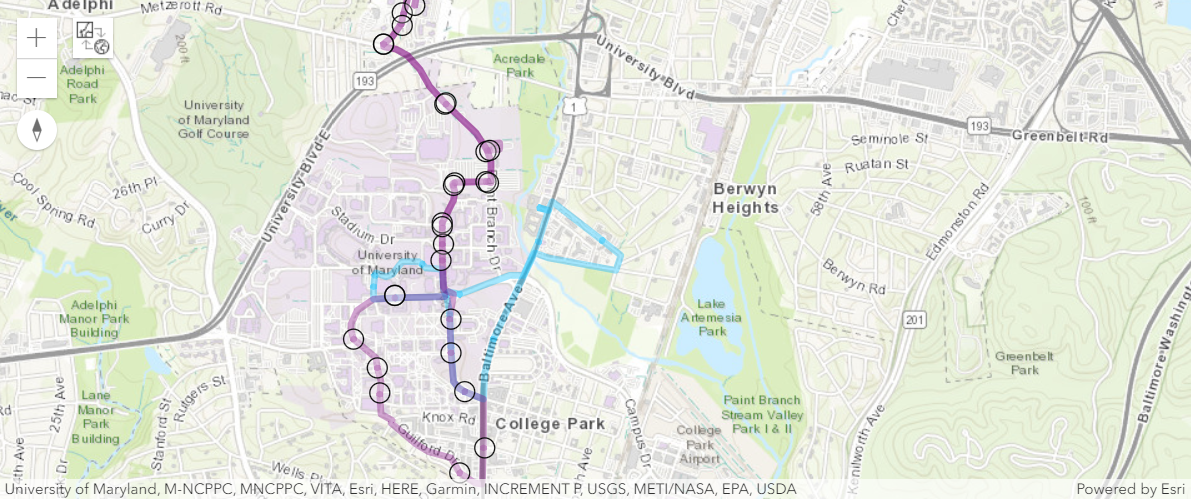 Adelphi
Metzerott Rd
Adelphi
Road
Park
200 ft
193
University
of Maryland
Golf Course
Acredale
Park
University Blvd
1
193
Greenbelt Rd
Seminole St
Ruatan St
58th Ave
Berwyn
Heights
University Blvd E
26th Pl
Cool Spring Rd
Curry Dr
Stadium Dr
University
of Maryland
Branch Dr
Edmonston Rd
100 ft
Berwyn Rd
Lake
Artemesia
Park
201
Adelphi
Manor Park
Building
Baltimore Ave
Greenbelt
Park
Baltimore-Washingt
25th Ave
Lane
Manor
Park
Building
Stanford St
Rutgers St
Knox Rd
College Park
Guilford Dr
Campus Dr
College
Park
Airport
Paint Branch
Stream Valley
Park I & II
Kenilworth Ave
Wells
University of Maryland, M-NCPPC, MNCPPC, VITA, Esri, HERE, Garmin, INCREMENT P, USGS, METI/NASA, EPA, USDA
Powered by Esri